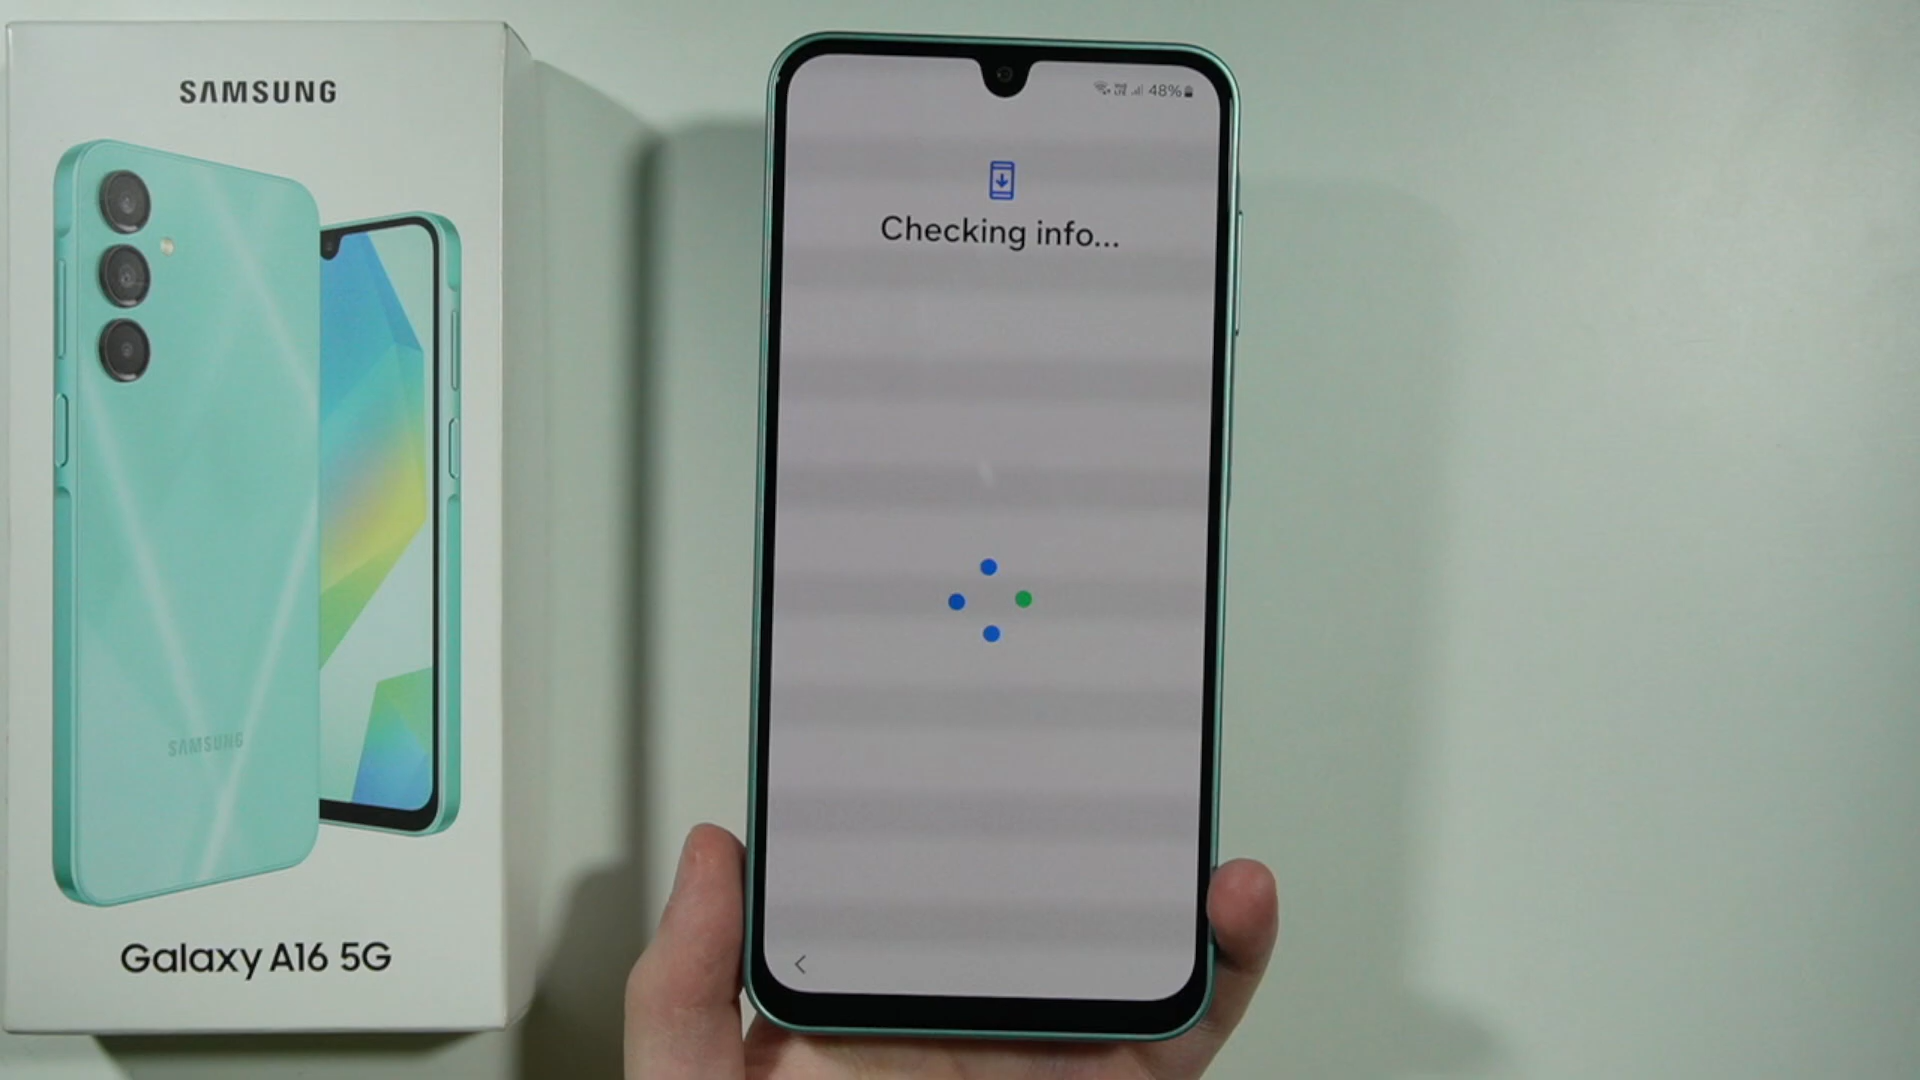 SAMSUNG
SAMSUNG
Galaxy A16 5G
48%
Checking info...